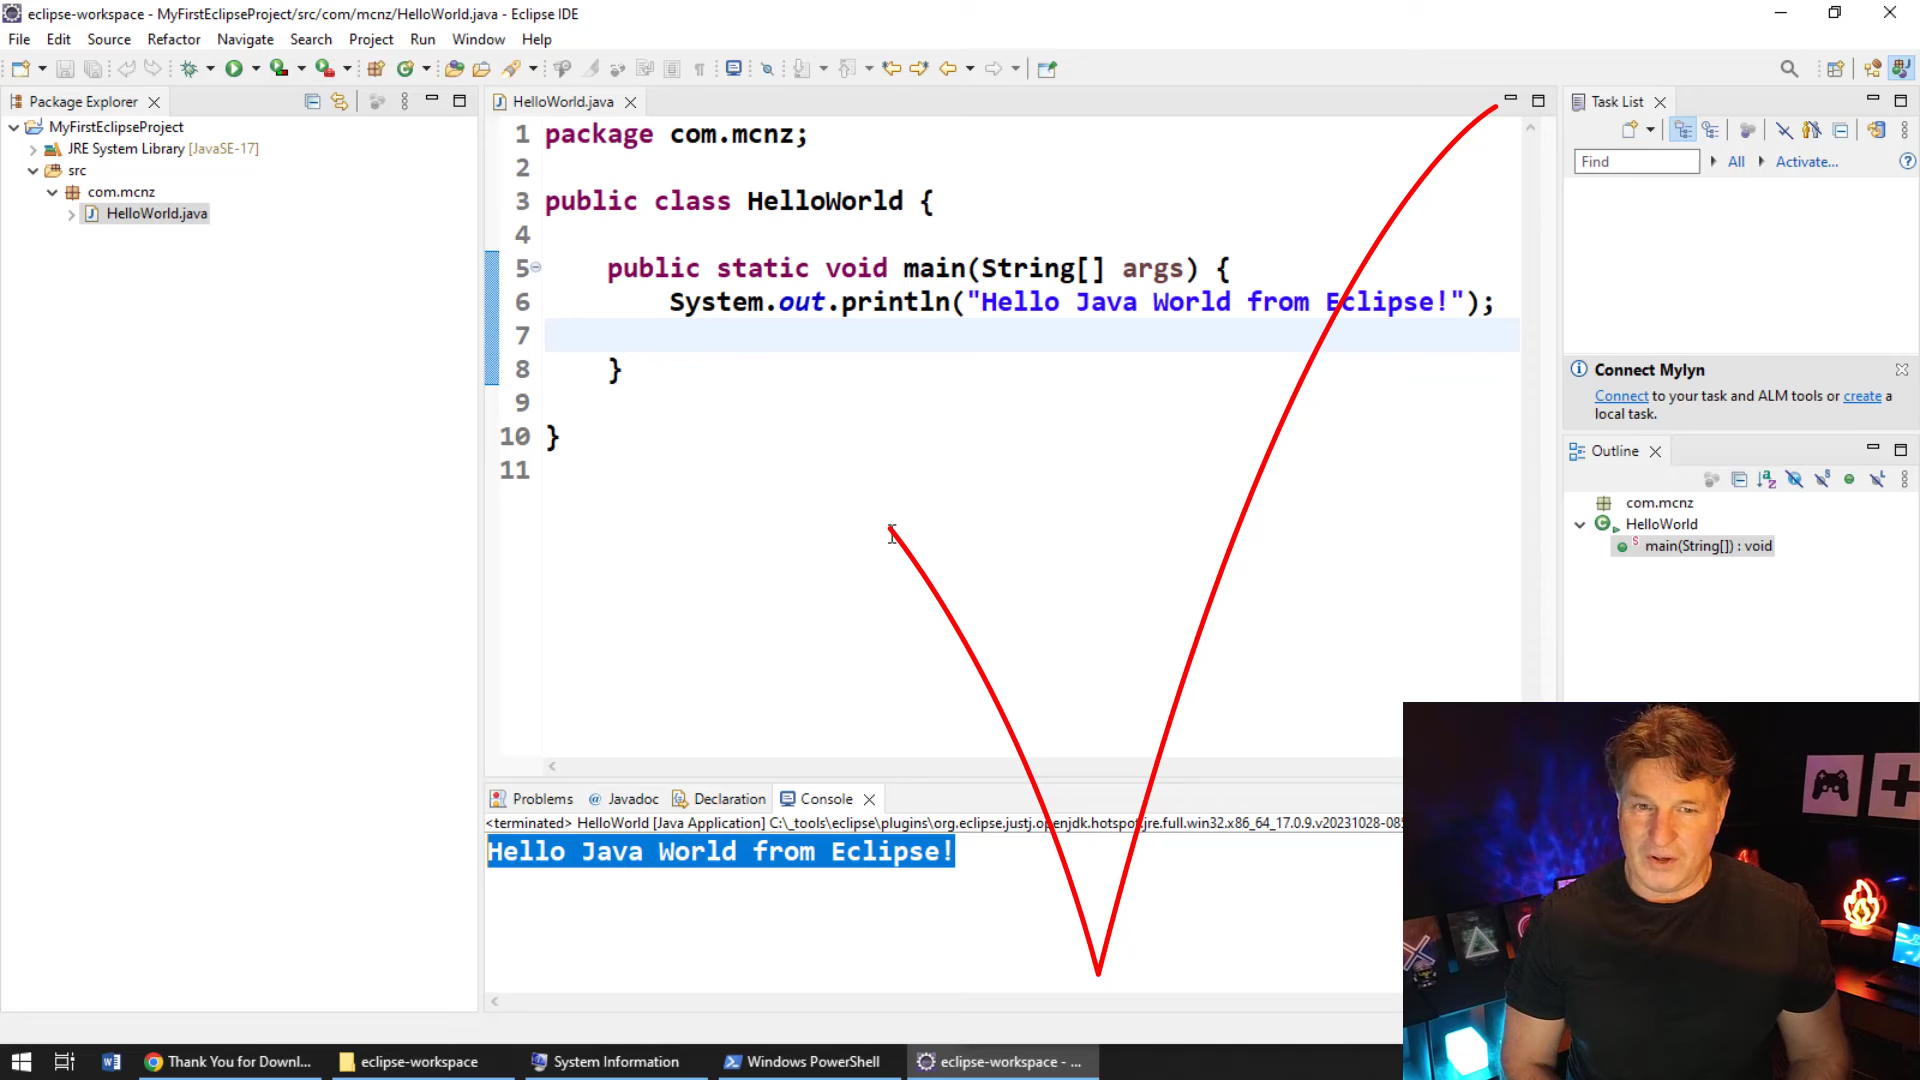 eclipse-workspace - MyFirstEclipseProject/src/com/mcnz/HelloWorld.java - Eclipse IDE
File Edit Source Refactor Navigate Search Project Run Window Help
Package Explorer
MyFirstEclipseProject
JRE System Library [JavaSE-17]
src
com.mcnz
HelloWorld.java
HelloWorld.java
1 package com.mcnz;
2
3 public class HelloWorld {
4
5 public static void main(String[] args) {
6 System.out.println("Hello Java World from Eclipse!");
7
8 }
9
10 }
11
Task List
Find All Activate...
Connect Mylyn
Connect to your task and ALM tools or create a
local task.
Outline
com.mcnz
HelloWorld
main(String[]) : void
Problems Javadoc Declaration Console
<terminated> HelloWorld [Java Application] C:\_tools\eclipse\plugins\org.eclipse.justj.openjdk.hotspot.jre.full.win32.x86_64_17.0.9.v20231028-085
Hello Java World from Eclipse!
Thank You for Downl... eclipse-workspace System Information Windows PowerShell eclipse-workspace - ...